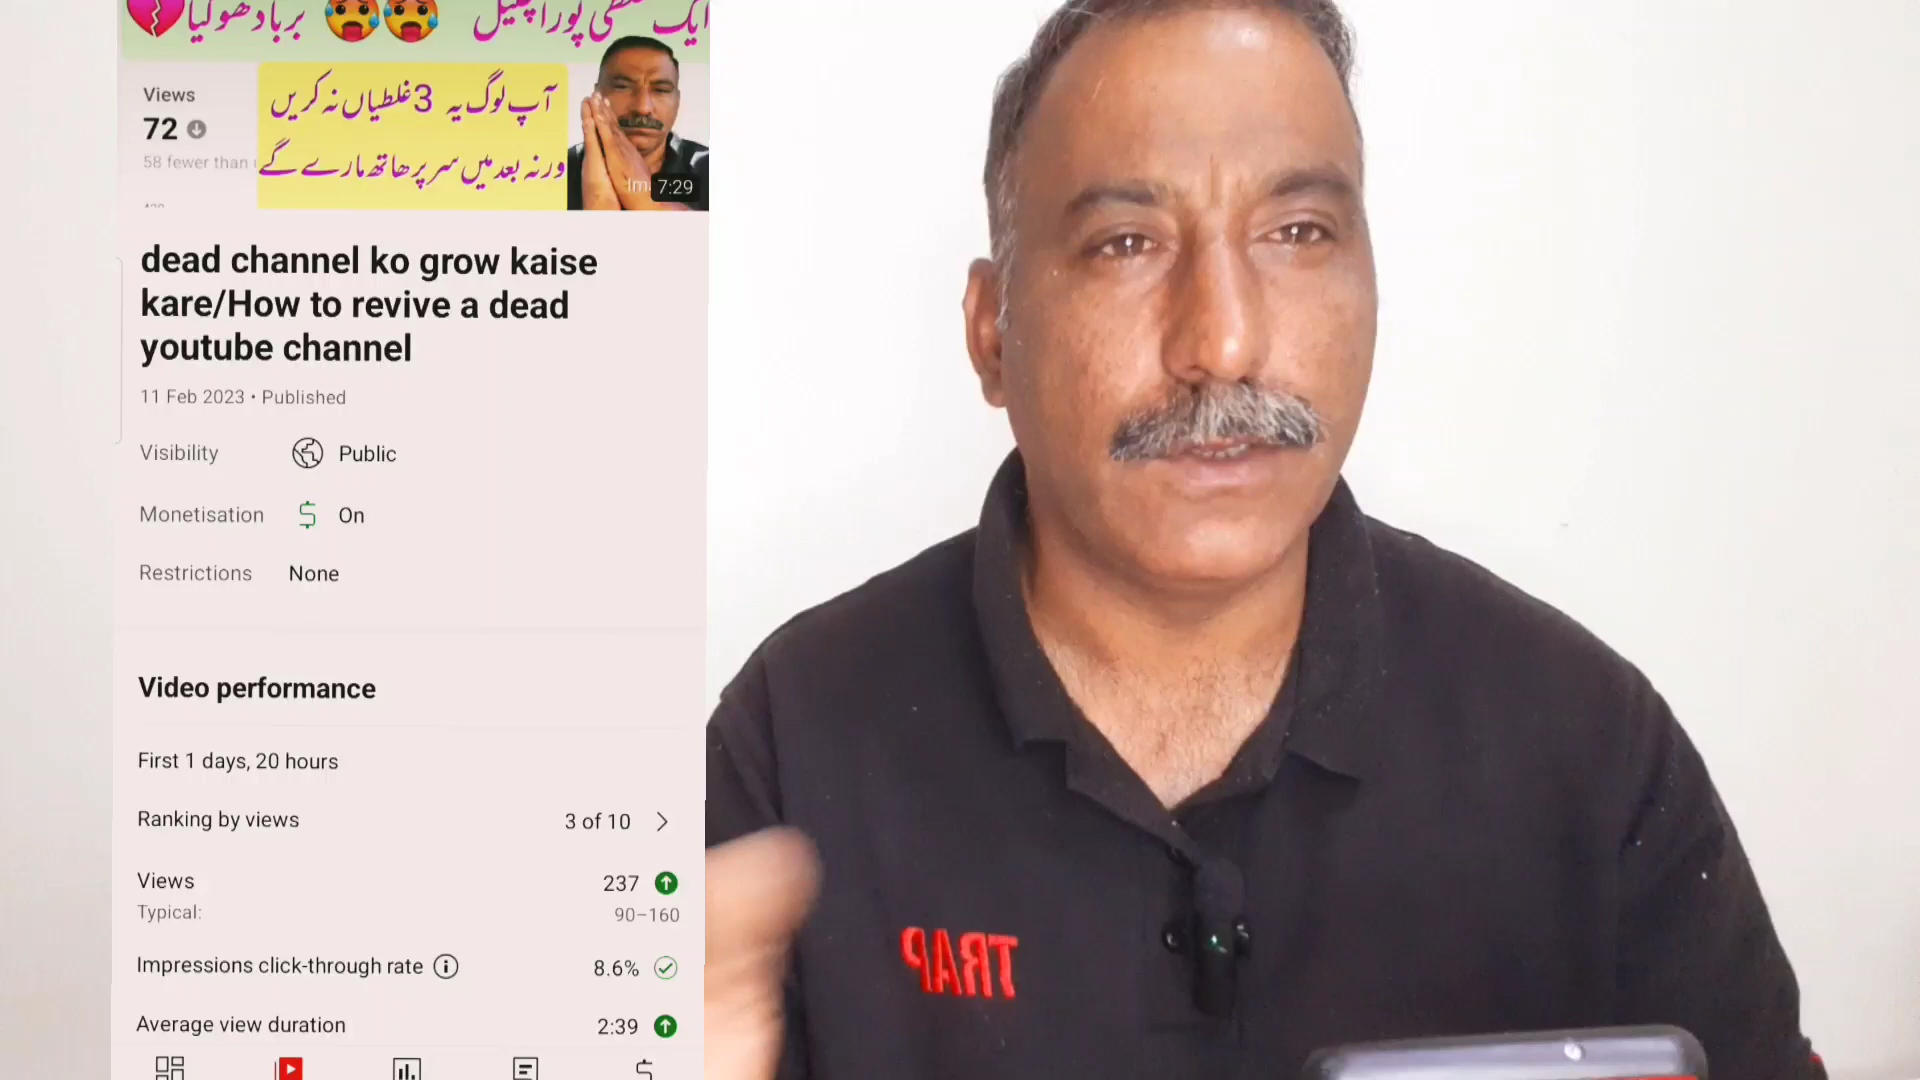 ایک غلطی پورا چینل برباد ھوگیا
Views
72
58 fewer than
آپ لوگ یہ 3 غلطیاں نہ کریں
ورنہ بعد میں سر پر ھاتھ مارے گے
7:29
dead channel ko grow kaise
kare/How to revive a dead
youtube channel
11 Feb 2023 • Published
Visibility Public
Monetisation On
Restrictions None
Video performance
First 1 days, 20 hours
Ranking by views 3 of 10
Views 237
Typical: 90–160
Impressions click-through rate 8.6%
Average view duration 2:39
TRAP